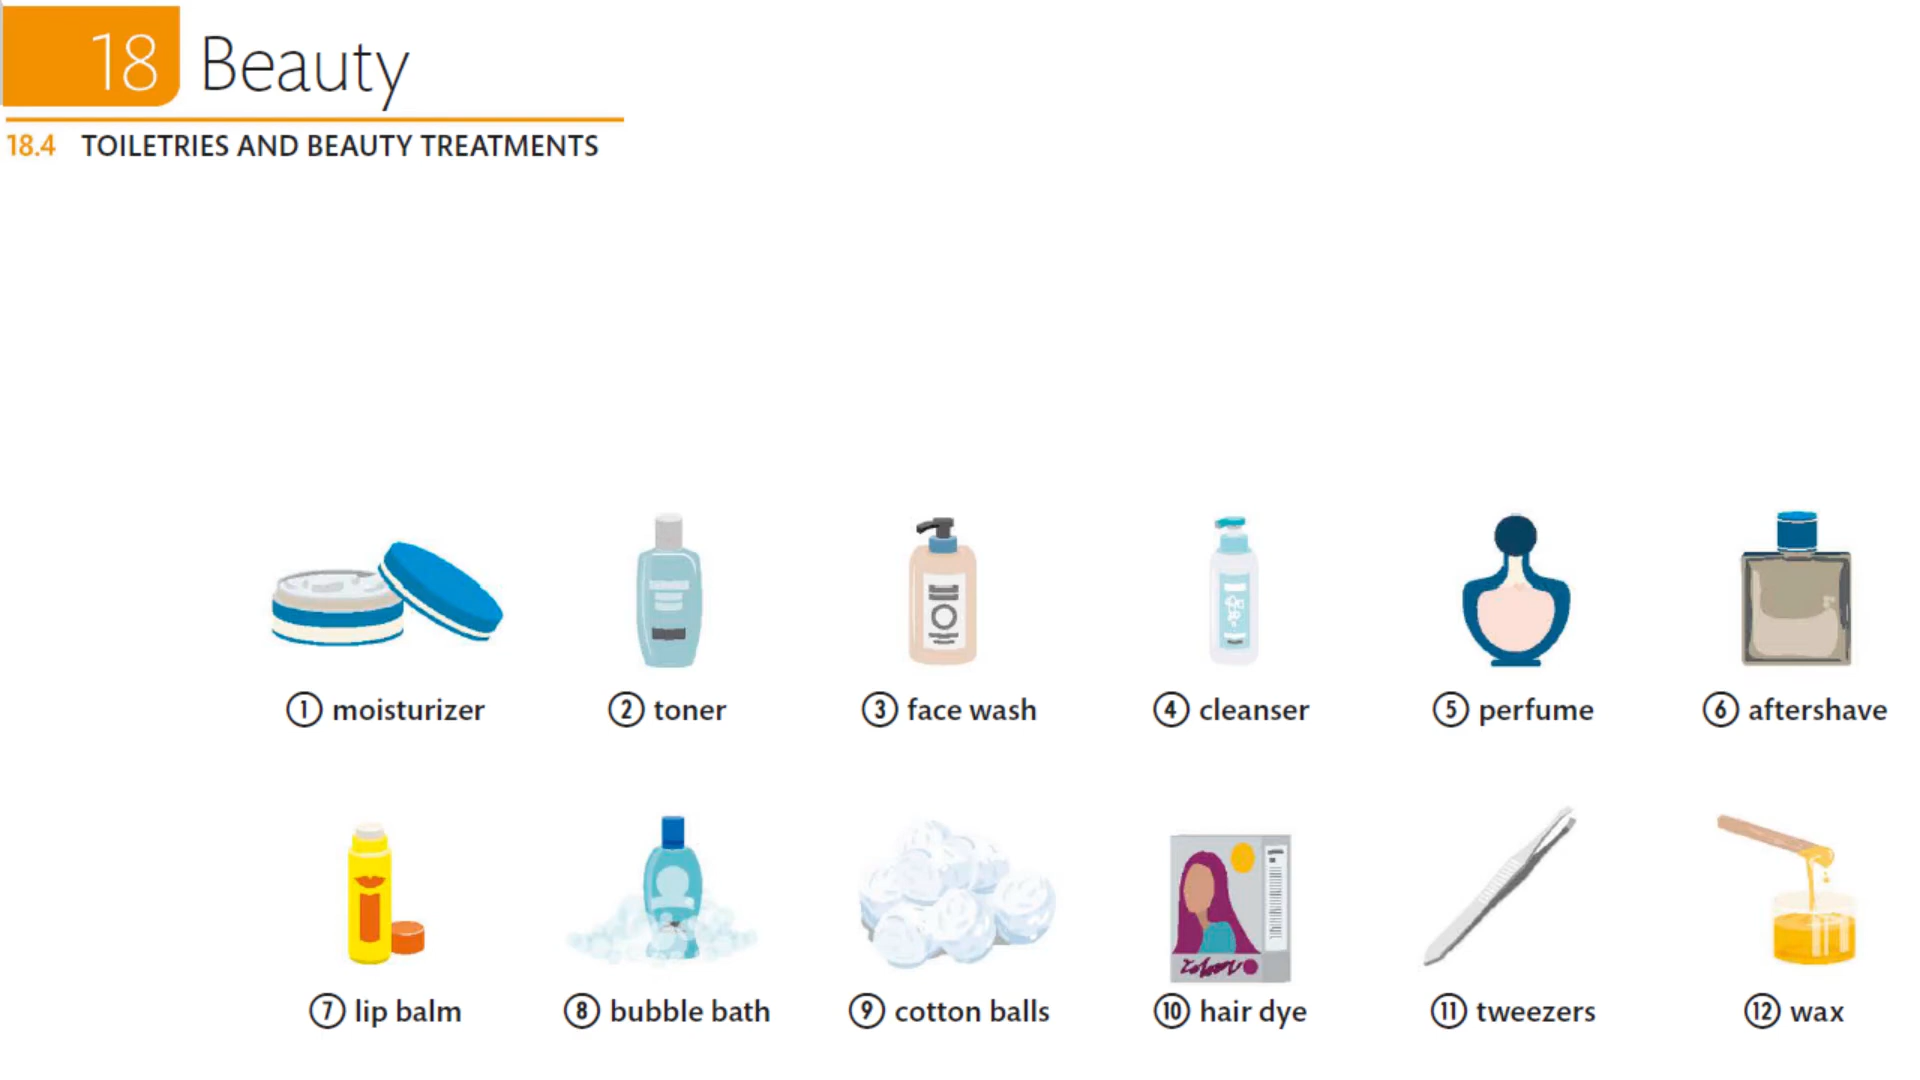 18 Beauty
18.4 TOILETRIES AND BEAUTY TREATMENTS
1 moisturizer
2 toner
3 face wash
4 cleanser
5 perfume
6 aftershave
7 lip balm
8 bubble bath
9 cotton balls
Colour
10 hair dye
11 tweezers
12 wax